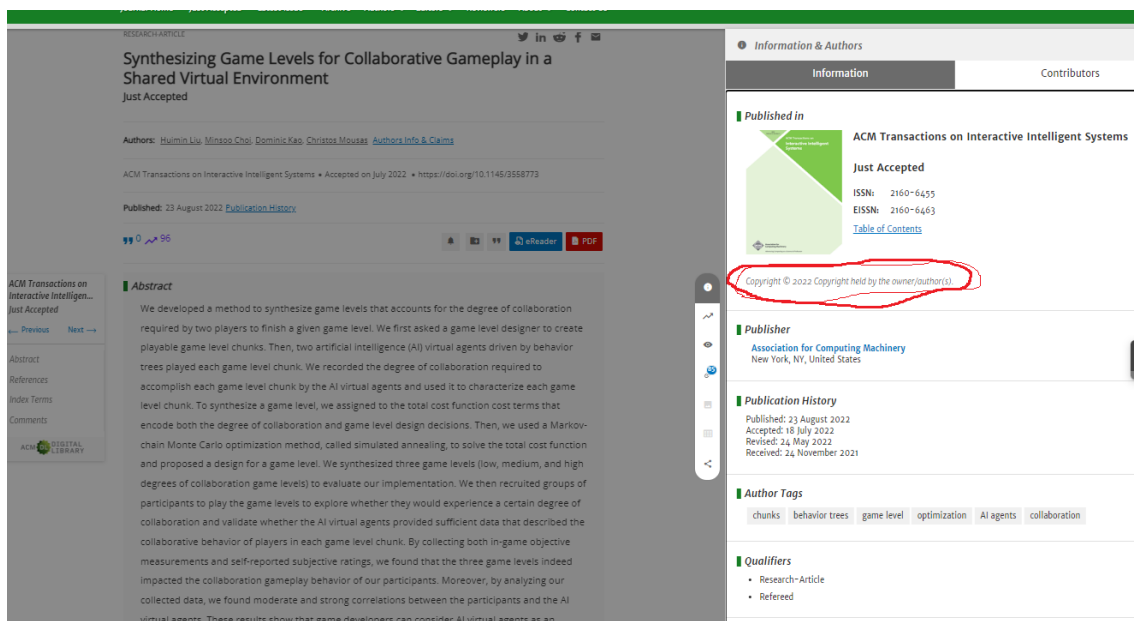 RESEARCH-ARTICLE
Synthesizing Game Levels for Collaborative Gameplay in a
Shared Virtual Environment
Just Accepted
Authors: Huimin Liu, Minsoo Choi, Dominic Kao, Christos Mousas Authors Info & Claims
ACM Transactions on Interactive Intelligent Systems • Accepted on July 2022 • https://doi.org/10.1145/3558773
Published: 23 August 2022 Publication History
0 96
eReader PDF
ACM Transactions on
Interactive Intelligen...
Just Accepted
← Previous Next →
Abstract
References
Index Terms
Comments
ACM DIGITAL
LIBRARY
Abstract
We developed a method to synthesize game levels that accounts for the degree of collaboration
required by two players to finish a given game level. We first asked a game level designer to create
playable game level chunks. Then, two artificial intelligence (AI) virtual agents driven by behavior
trees played each game level chunk. We recorded the degree of collaboration required to
accomplish each game level chunk by the AI virtual agents and used it to characterize each game
level chunk. To synthesize a game level, we assigned to the total cost function cost terms that
encode both the degree of collaboration and game level design decisions. Then, we used a Markov-
chain Monte Carlo optimization method, called simulated annealing, to solve the total cost function
and proposed a design for a game level. We synthesized three game levels (low, medium, and high
degrees of collaboration game levels) to evaluate our implementation. We then recruited groups of
participants to play the game levels to explore whether they would experience a certain degree of
collaboration and validate whether the AI virtual agents provided sufficient data that described the
collaborative behavior of players in each game level chunk. By collecting both in-game objective
measurements and self-reported subjective ratings, we found that the three game levels indeed
impacted the collaboration gameplay behavior of our participants. Moreover, by analyzing our
collected data, we found moderate and strong correlations between the participants and the AI
virtual agents. These results show that game developers can consider AI virtual agents as an
Information & Authors
Information Contributors
Published in
ACM Transactions on Interactive Intelligent Systems
Just Accepted
ISSN: 2160-6455
EISSN: 2160-6463
Table of Contents
Copyright © 2022 Copyright held by the owner/author(s).
Publisher
Association for Computing Machinery
New York, NY, United States
Publication History
Published: 23 August 2022
Accepted: 18 July 2022
Revised: 24 May 2022
Received: 24 November 2021
Author Tags
chunks behavior trees game level optimization AI agents collaboration
Qualifiers
• Research-Article
• Refereed